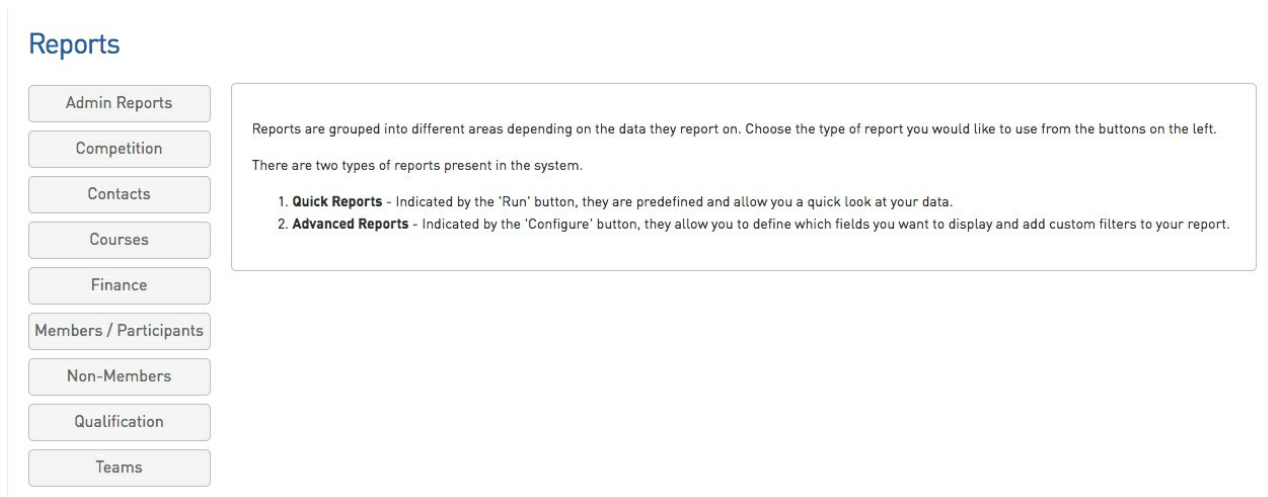 Reports
Admin Reports
Competition
Contacts
Courses
Finance
Members / Participants
Non-Members
Qualification
Teams
Reports are grouped into different areas depending on the data they report on. Choose the type of report you would like to use from the buttons on the left.
There are two types of reports present in the system.
1. Quick Reports - Indicated by the 'Run' button, they are predefined and allow you a quick look at your data.
2. Advanced Reports - Indicated by the 'Configure' button, they allow you to define which fields you want to display and add custom filters to your report.